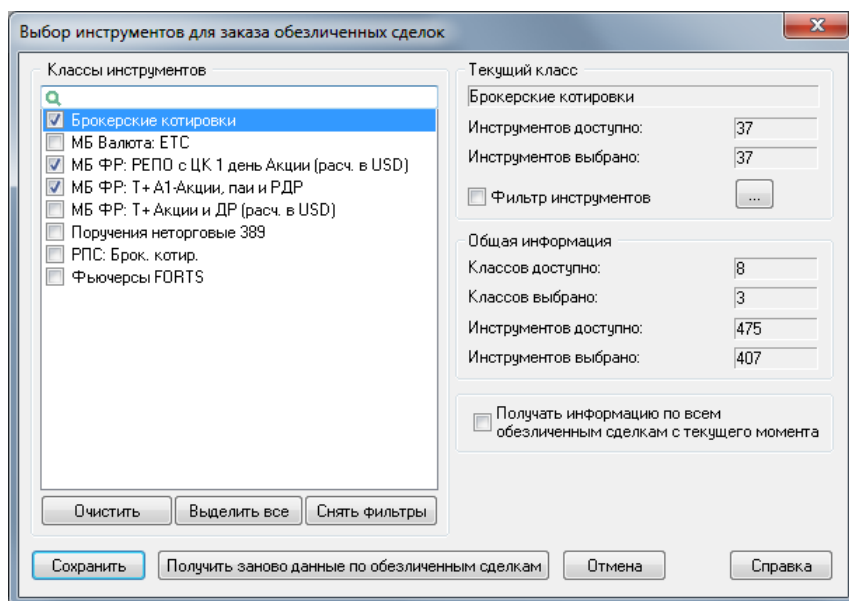 Выбор инструментов для заказа обезличенных сделок
Классы инструментов
Брокерские котировки
МБ Валюта: ETC
МБ ФР: РЕПО с ЦК 1 день Акции (расч. в USD)
МБ ФР: Т+ А1-Акции, паи и РДР
МБ ФР: Т+ Акции и ДР (расч. в USD)
Поручения неторговые 389
РПС: Брок. котир.
Фьючерсы FORTS
Очистить
Выделить все
Снять фильтры
Текущий класс
Брокерские котировки
Инструментов доступно: 37
Инструментов выбрано: 37
Фильтр инструментов ...
Общая информация
Классов доступно: 8
Классов выбрано: 3
Инструментов доступно: 475
Инструментов выбрано: 407
Получать информацию по всем
обезличенным сделкам с текущего момента
Сохранить
Получить заново данные по обезличенным сделкам
Отмена
Справка